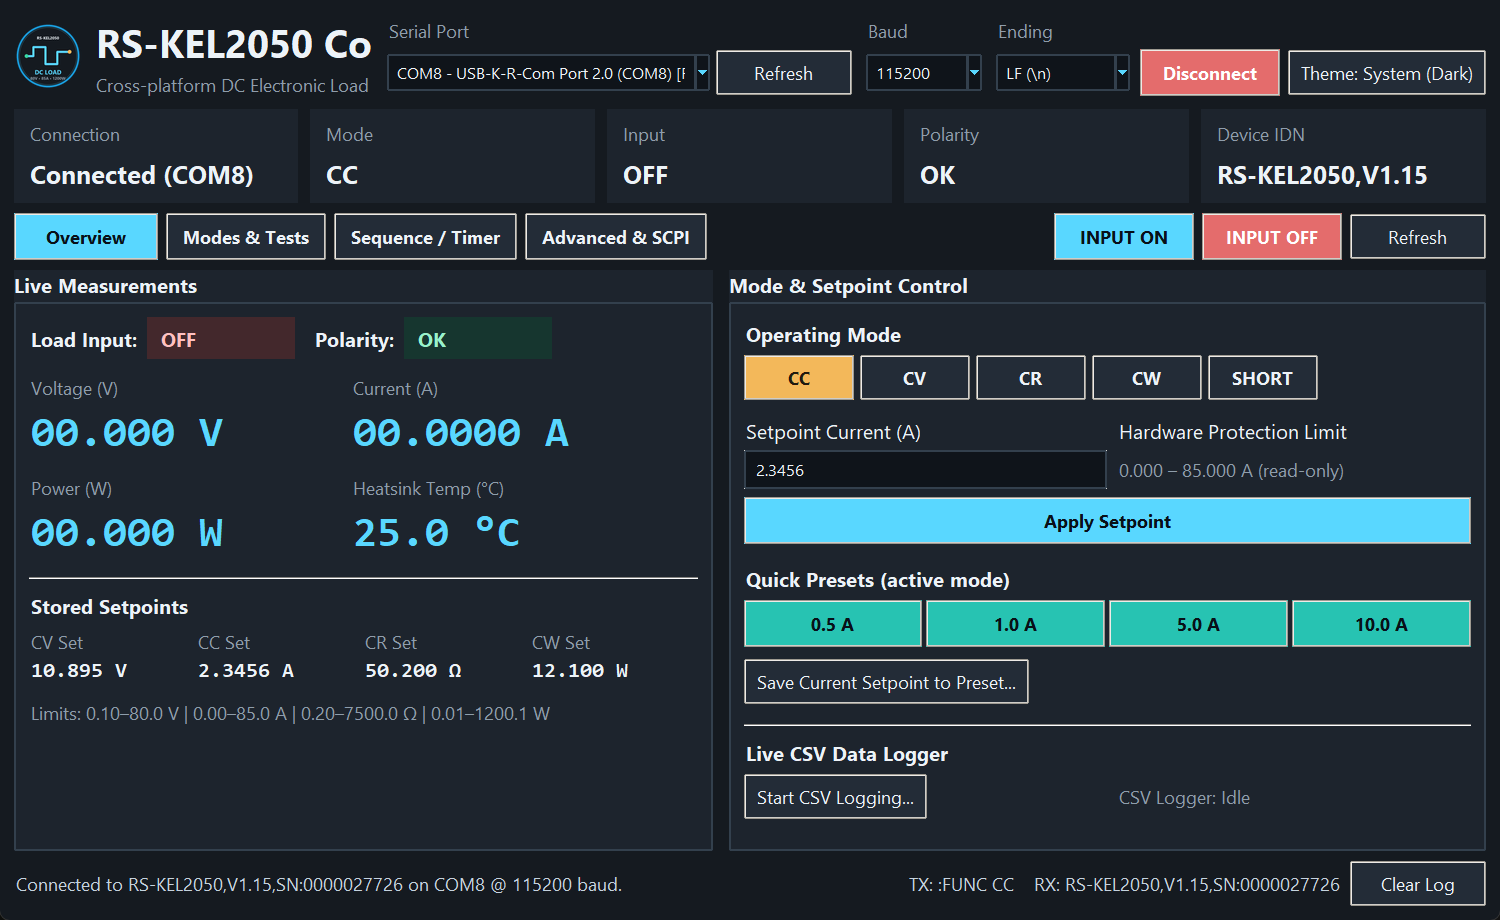 RS-KEL2050
DC LOAD
RS-KEL2050 Co
Cross-platform DC Electronic Load
Serial Port
COM8 - USB-K-R-Com Port 2.0 (COM8) [F
Refresh
Baud
115200
Ending
LF (\n)
Disconnect
Theme: System (Dark)
Connection
Connected (COM8)
Mode
CC
Input
OFF
Polarity
OK
Device IDN
RS-KEL2050,V1.15
Overview
Modes & Tests
Sequence / Timer
Advanced & SCPI
INPUT ON
INPUT OFF
Refresh
Live Measurements
Load Input: OFF Polarity: OK
Voltage (V) Current (A)
00.000 V 00.0000 A
Power (W) Heatsink Temp (°C)
00.000 W 25.0 °C
Stored Setpoints
CV Set CC Set CR Set CW Set
10.895 V 2.3456 A 50.200 Ω 12.100 W
Limits: 0.10–80.0 V | 0.00–85.0 A | 0.20–7500.0 Ω | 0.01–1200.1 W
Mode & Setpoint Control
Operating Mode
CC CV CR CW SHORT
Setpoint Current (A) Hardware Protection Limit
2.3456 0.000 – 85.000 A (read-only)
Apply Setpoint
Quick Presets (active mode)
0.5 A 1.0 A 5.0 A 10.0 A
Save Current Setpoint to Preset...
Live CSV Data Logger
Start CSV Logging... CSV Logger: Idle
Connected to RS-KEL2050,V1.15,SN:0000027726 on COM8 @ 115200 baud.
TX: :FUNC CC RX: RS-KEL2050,V1.15,SN:0000027726
Clear Log